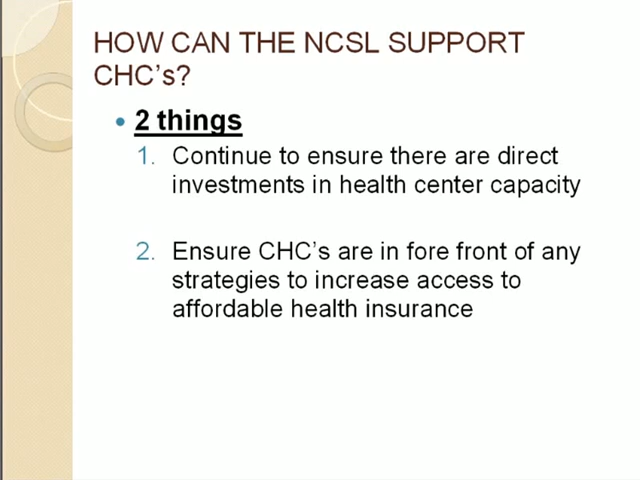 HOW CAN THE NCSL SUPPORT
CHC’s?
• 2 things
1. Continue to ensure there are direct
investments in health center capacity
2. Ensure CHC’s are in fore front of any
strategies to increase access to
affordable health insurance